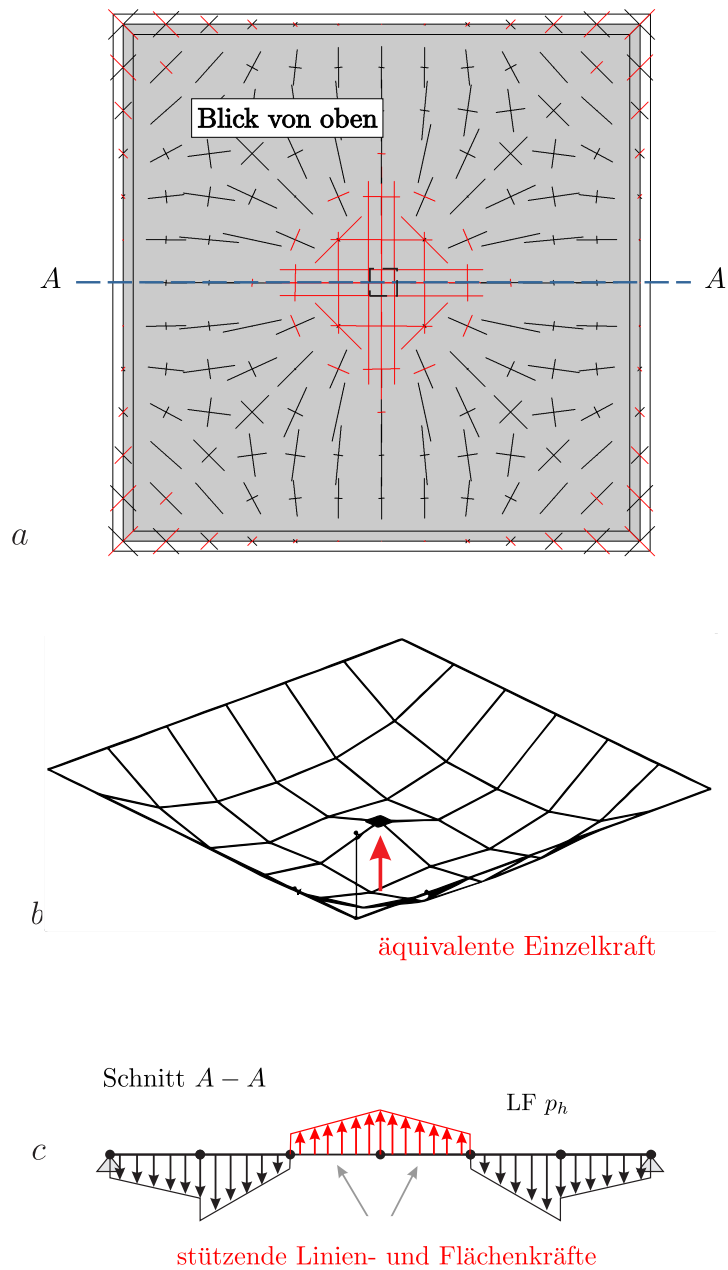 Blick von oben
A A
a
b
äquivalente Einzelkraft
Schnitt A – A
LF p_h
c
stützende Linien- und Flächenkräfte